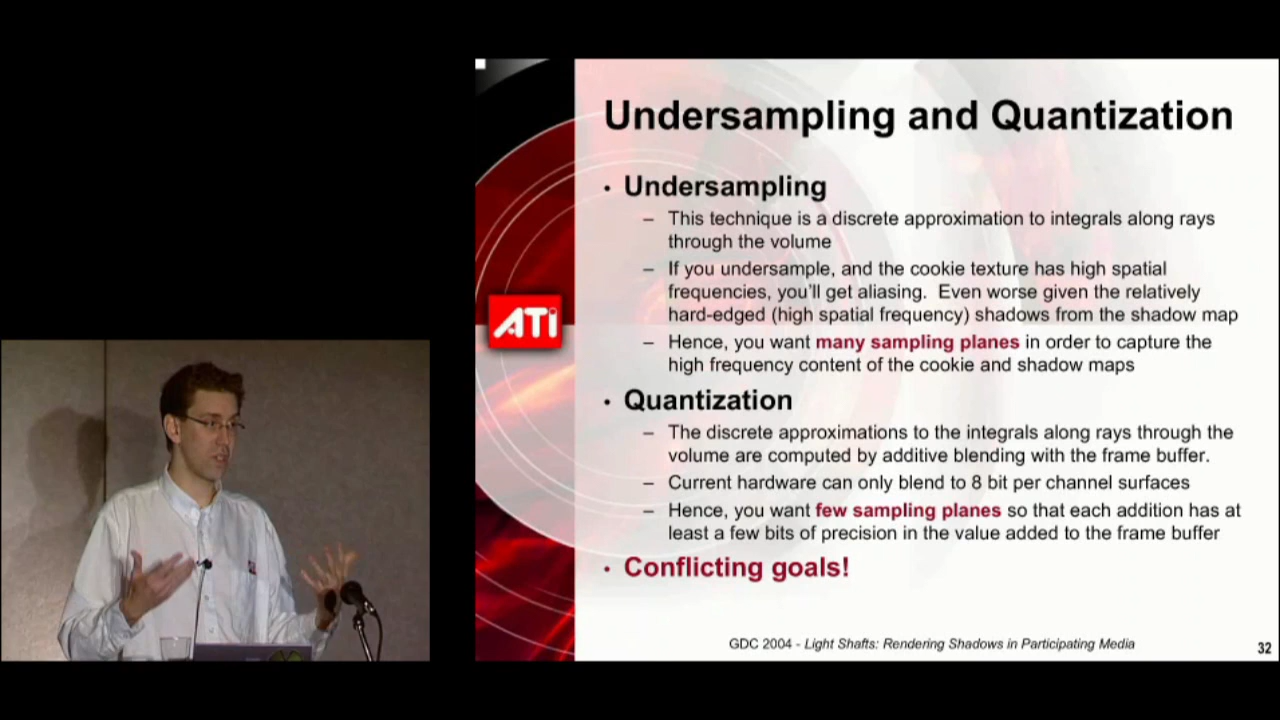 Undersampling and Quantization
• Undersampling
– This technique is a discrete approximation to integrals along rays
through the volume
– If you undersample, and the cookie texture has high spatial
frequencies, you'll get aliasing. Even worse given the relatively
hard-edged (high spatial frequency) shadows from the shadow map
– Hence, you want many sampling planes in order to capture the
high frequency content of the cookie and shadow maps
• Quantization
– The discrete approximations to the integrals along rays through the
volume are computed by additive blending with the frame buffer.
– Current hardware can only blend to 8 bit per channel surfaces
– Hence, you want few sampling planes so that each addition has at
least a few bits of precision in the value added to the frame buffer
• Conflicting goals!
ATi
GDC 2004 - Light Shafts: Rendering Shadows in Participating Media
32